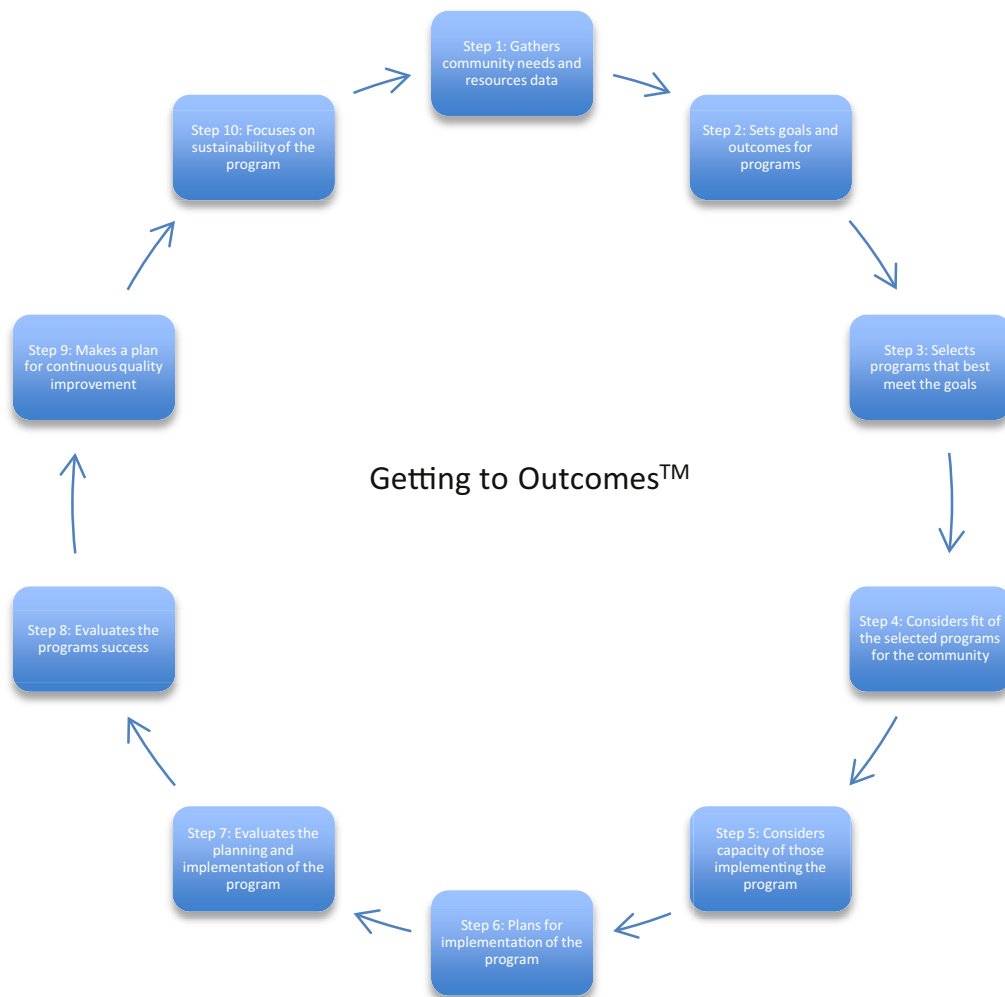 Step 1: Gathers
community needs and
resources data
Step 2: Sets goals and
outcomes for
programs
Step 3: Selects
programs that best
meet the goals
Step 4: Considers fit of
the selected programs
for the community
Step 5: Considers
capacity of those
implementing the
program
Step 6: Plans for
implementation of the
program
Step 7: Evaluates the
planning and
implementation of the
program
Step 8: Evaluates the
programs success
Step 9: Makes a plan
for continuous quality
improvement
Step 10: Focuses on
sustainability of the
program
Getting to Outcomes™